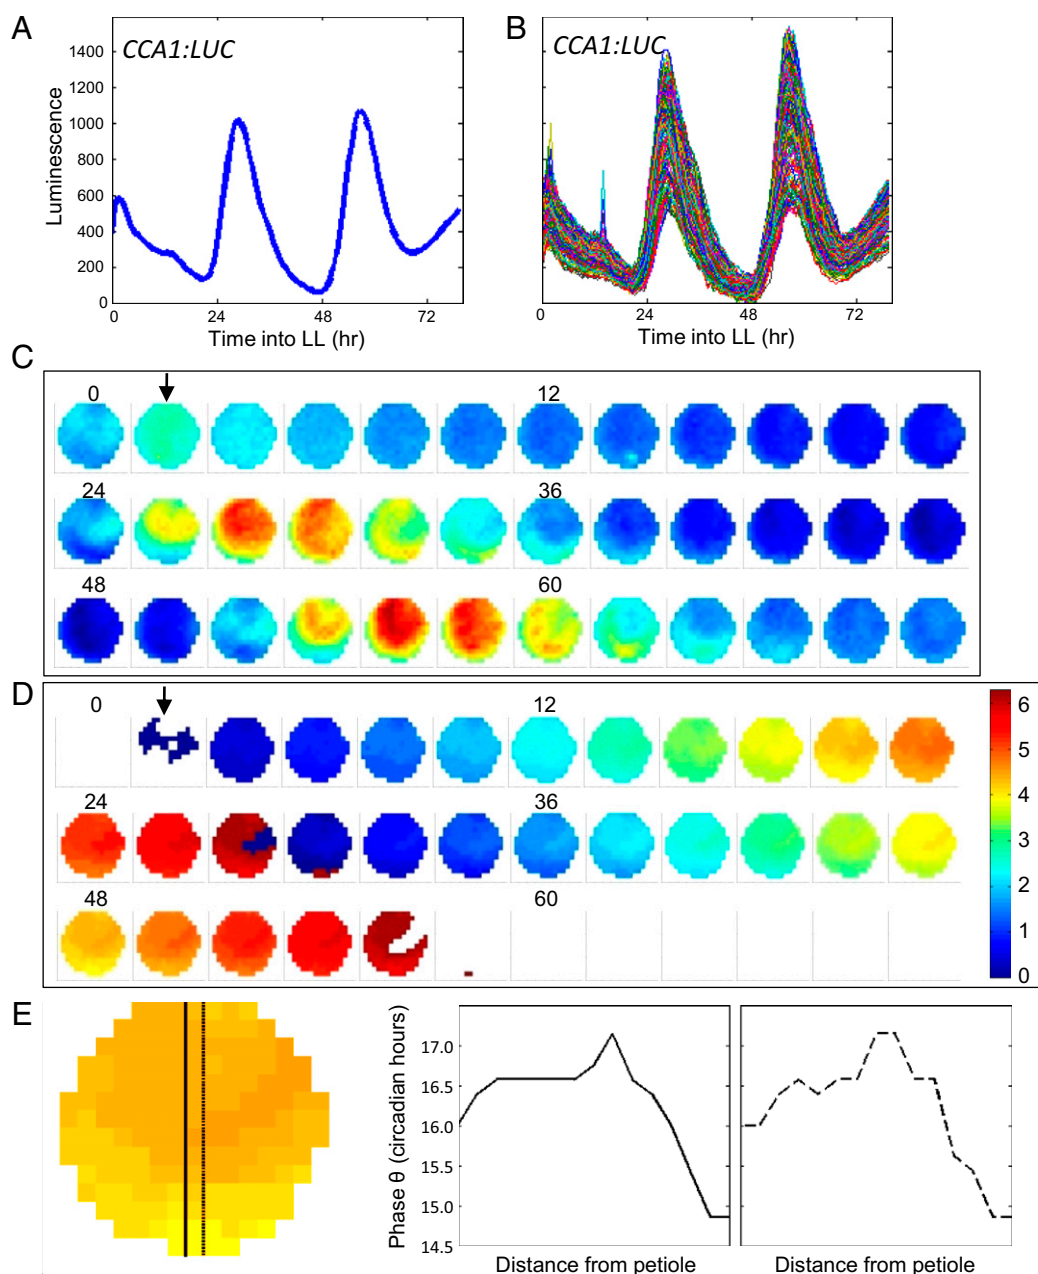 A
CCA1:LUC
1400
1200
1000
800
600
400
200
0
Luminescence
0 24 48 72
Time into LL (hr)
B
CCA1:LUC
0 24 48 72
Time into LL (hr)
C
0 12
24 36
48 60
D
0 12
24 36
48 60
6
5
4
3
2
1
0
E
Phase θ (circadian hours)
17.0
16.5
16.0
15.5
15.0
14.5
Distance from petiole
Distance from petiole